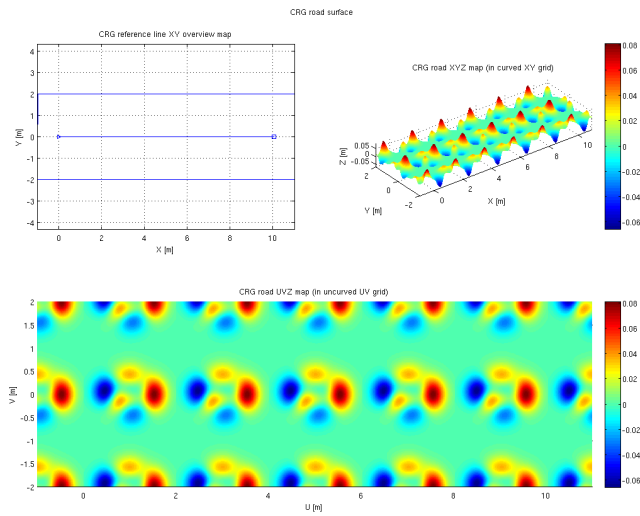 CRG road surface
CRG reference line XY overview map
4
3
2
1
0
-1
-2
-3
-4
Y [m]
0 2 4 6 8 10
X [m]
CRG road XYZ map (in curved XY grid)
0.05
0
-0.05
Z [m]
2
0
-2
Y [m]
0 2 4 6 8 10
X [m]
0.08
0.06
0.04
0.02
0
-0.02
-0.04
-0.06
CRG road UVZ map (in uncurved UV grid)
2
1.5
1
0.5
0
-0.5
-1
-1.5
-2
V [m]
0 2 4 6 8 10
U [m]
0.08
0.06
0.04
0.02
0
-0.02
-0.04
-0.06